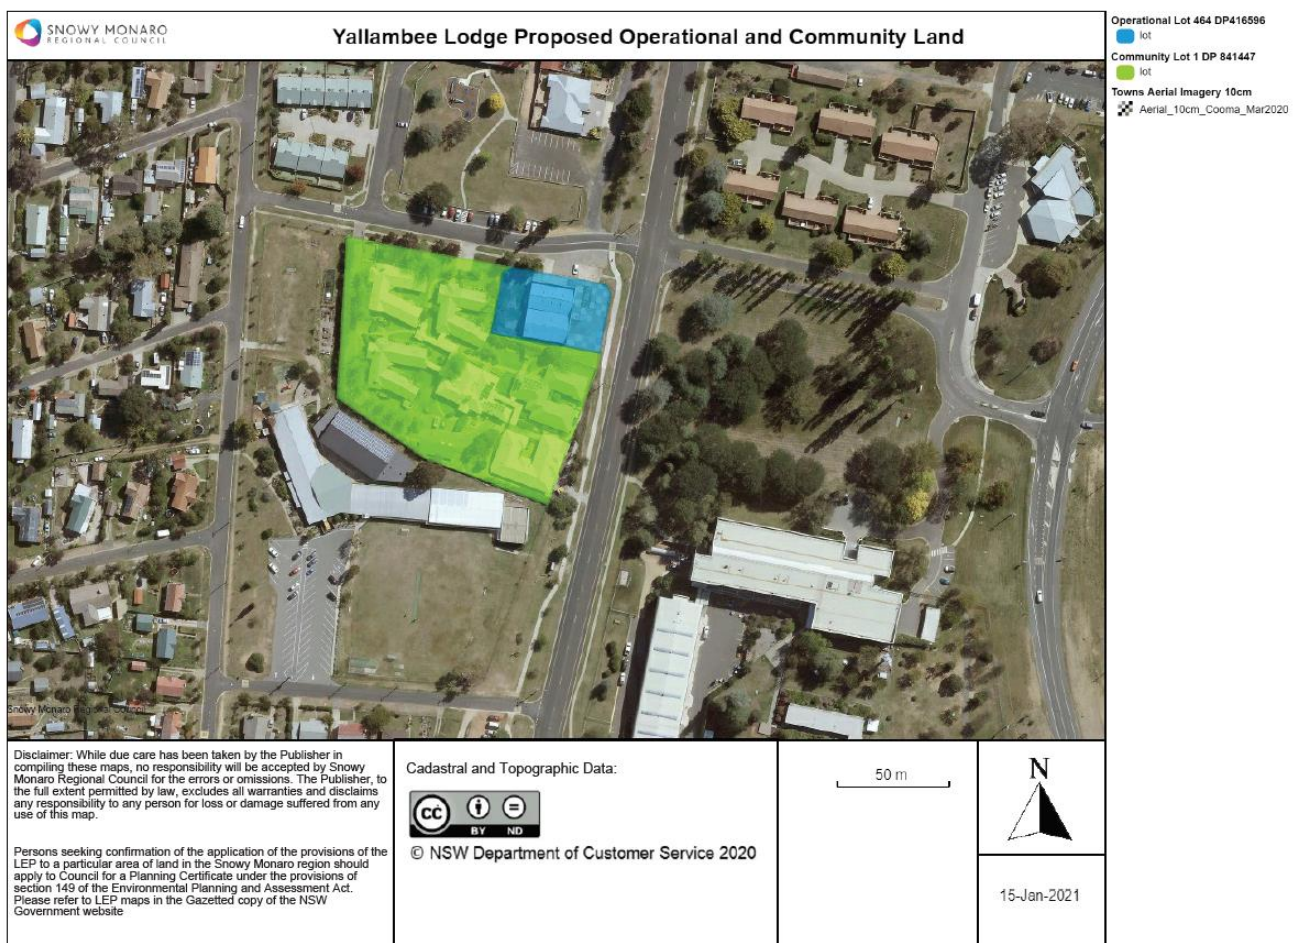 SNOWY MONARO
REGIONAL COUNCIL
Yallambee Lodge Proposed Operational and Community Land
Operational Lot 464 DP416596
lot
Community Lot 1 DP 841447
lot
Towns Aerial Imagery 10cm
Aerial_10cm_Cooma_Mar2020
Snowy Monaro Regional Council
Disclaimer: While due care has been taken by the Publisher in
compiling these maps, no responsibility will be accepted by Snowy
Monaro Regional Council for the errors or omissions. The Publisher, to
the full extent permitted by law, excludes all warranties and disclaims
any responsibility to any person for loss or damage suffered from any
use of this map.
Persons seeking confirmation of the application of the provisions of the
LEP to a particular area of land in the Snowy Monaro region should
apply to Council for a Planning Certificate under the provisions of
section 149 of the Environmental Planning and Assessment Act.
Please refer to LEP maps in the Gazetted copy of the NSW
Government website
Cadastral and Topographic Data:
cc
BY ND
© NSW Department of Customer Service 2020
50 m
N
15-Jan-2021